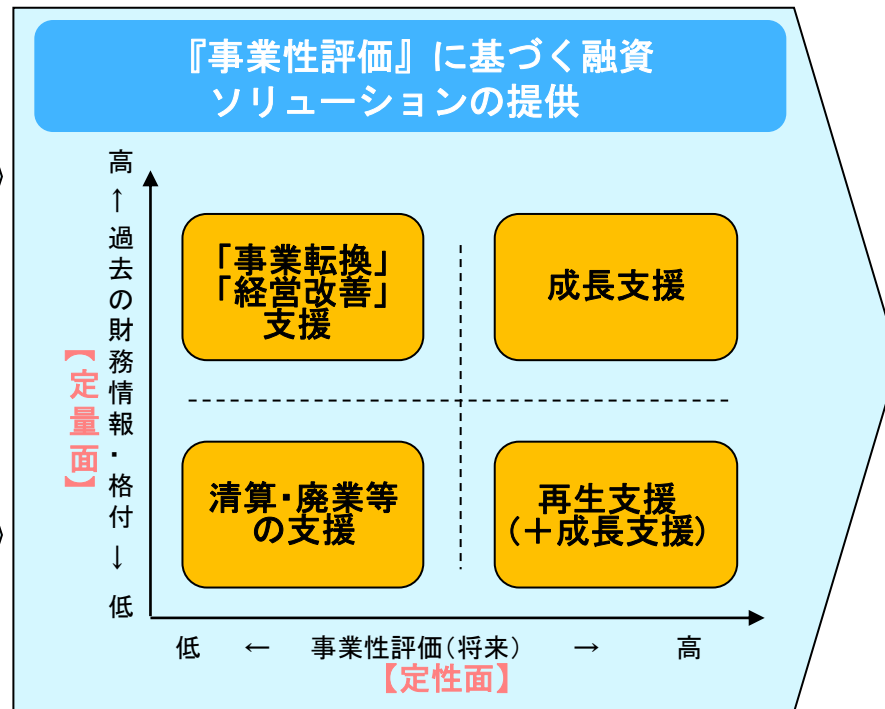 『事業性評価』に基づく融資
ソリューションの提供
高
↑
過去の財務情報・格付
↓
低
【定量面】
「事業転換」
「経営改善」
支援
成長支援
清算・廃業等
の支援
再生支援
(＋成長支援)
低 ← 事業性評価(将来) → 高
【定性面】